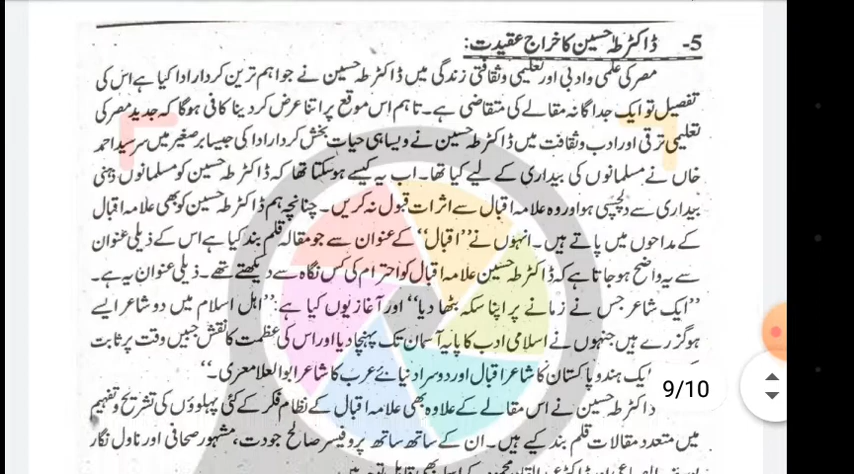 5- ڈاکٹر طہٰ حسین کا خراج عقیدت:
مصر کی علمی و ادبی اور تعلیمی و ثقافتی زندگی میں ڈاکٹر طہٰ حسین نے جو اہم ترین کردار ادا کیا ہے اس کی
تفصیل تو ایک جداگانہ مقالے کی متقاضی ہے۔ تاہم اس موقع پر اتنا عرض کر دینا کافی ہوگا کہ جدید مصر کی
تعلیمی ترقی اور ادب و ثقافت میں ڈاکٹر طہٰ حسین نے ویسا ہی حیات بخش کردار ادا کیا جیسا برصغیر میں سرسید احمد
خاں نے مسلمانوں کی بیداری کے لیے کیا تھا۔ اب یہ کیسے ہو سکتا تھا کہ ڈاکٹر طہٰ حسین کو مسلمانوں ذہنی
بیداری سے دلچسپی ہو اور وہ علامہ اقبال سے اثرات قبول نہ کریں۔ چنانچہ ہم ڈاکٹر طہٰ حسین کو بھی علامہ اقبال
کے مداحوں میں پاتے ہیں۔ انہوں نے ”اقبال“ کے عنوان سے جو مقالہ قلم بند کیا ہے اس کے ذیلی عنوان
سے یہ واضح ہو جاتا ہے کہ ڈاکٹر طہٰ حسین علامہ اقبال کو احترام کی کس نگاہ سے دیکھتے تھے۔ ذیلی عنوان یہ ہے۔
”ایک شاعر جس نے زمانے پر اپنا سکہ بٹھا دیا“ اور آغاز یوں کیا ہے: ”اہل اسلام میں دو شاعر ایسے
ہو گزرے ہیں جنہوں نے اسلامی ادب کا پایہ آسمان تک پہنچا دیا اور اس کی عظمت کا نقش جبیں وقت پر ثابت
ایک ہندو پاکستان کا شاعر اقبال اور دوسرا دنیائے عرب کا شاعر ابوالعلا معری۔“
9/10
ڈاکٹر طہٰ حسین نے اس مقالے کے علاوہ بھی علامہ اقبال کے نظام فکر کے کئی پہلوؤں کی تشریح و تفہیم
میں متعدد مقالات قلم بند کیے ہیں۔ ان کے ساتھ ساتھ پروفیسر صالح جودت، مشہور صحافی اور ناول نگار